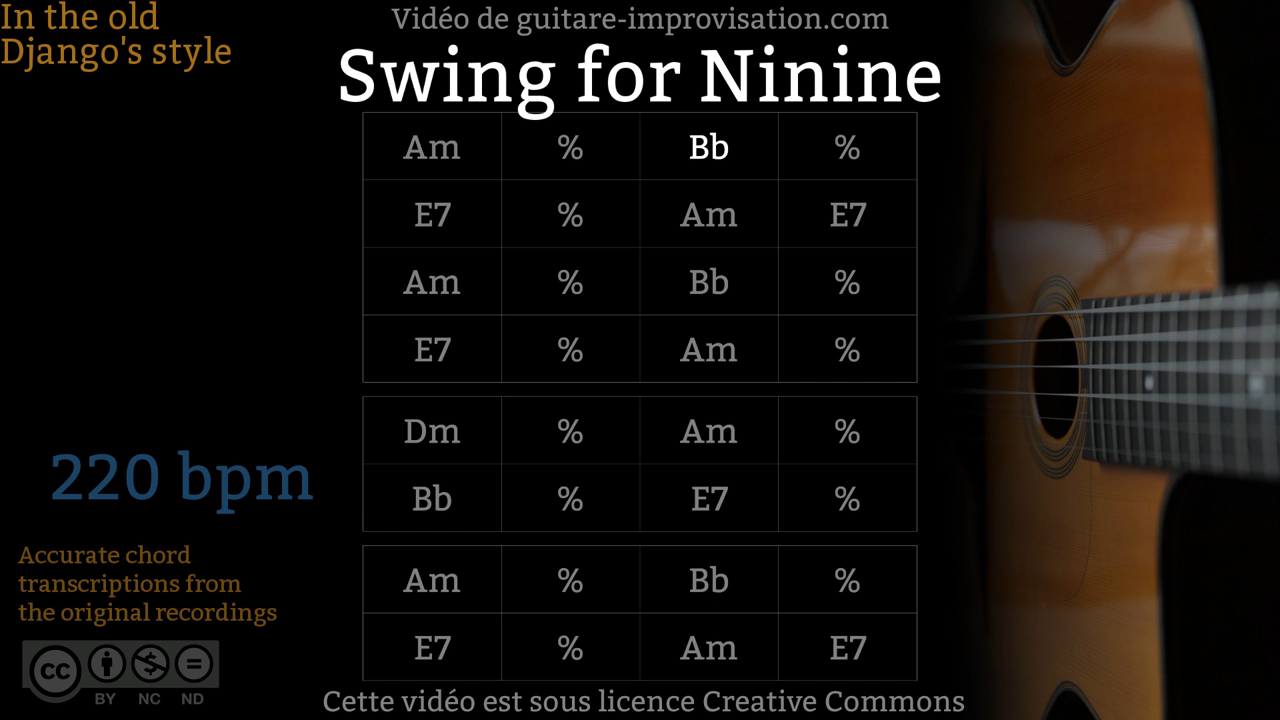 In the old
Django's style
Vidéo de guitare-improvisation.com
Swing for Ninine
Am % Bb %
E7 % Am E7
Am % Bb %
E7 % Am %
Dm % Am %
Bb % E7 %
Am % Bb %
E7 % Am E7
220 bpm
Accurate chord
transcriptions from
the original recordings
cc
BY NC ND
Cette vidéo est sous licence Creative Commons